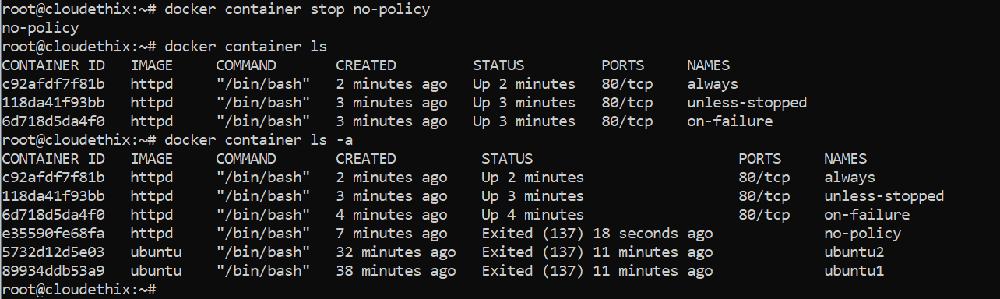 root@cloudethix:~# docker container stop no-policy
no-policy
root@cloudethix:~# docker container ls
CONTAINER ID   IMAGE     COMMAND       CREATED         STATUS         PORTS     NAMES
c92afdf7f81b   httpd     "/bin/bash"   2 minutes ago   Up 2 minutes   80/tcp    always
118da41f93bb   httpd     "/bin/bash"   3 minutes ago   Up 3 minutes   80/tcp    unless-stopped
6d718d5da4f0   httpd     "/bin/bash"   3 minutes ago   Up 3 minutes   80/tcp    on-failure
root@cloudethix:~# docker container ls -a
CONTAINER ID   IMAGE     COMMAND       CREATED          STATUS                        PORTS     NAMES
c92afdf7f81b   httpd     "/bin/bash"   2 minutes ago    Up 2 minutes                  80/tcp    always
118da41f93bb   httpd     "/bin/bash"   3 minutes ago    Up 3 minutes                  80/tcp    unless-stopped
6d718d5da4f0   httpd     "/bin/bash"   4 minutes ago    Up 4 minutes                  80/tcp    on-failure
e35590fe68fa   httpd     "/bin/bash"   7 minutes ago    Exited (137) 18 seconds ago             no-policy
5732d12d5e03   ubuntu    "/bin/bash"   32 minutes ago   Exited (137) 11 minutes ago             ubuntu2
89934ddb53a9   ubuntu    "/bin/bash"   38 minutes ago   Exited (137) 11 minutes ago             ubuntu1
root@cloudethix:~#